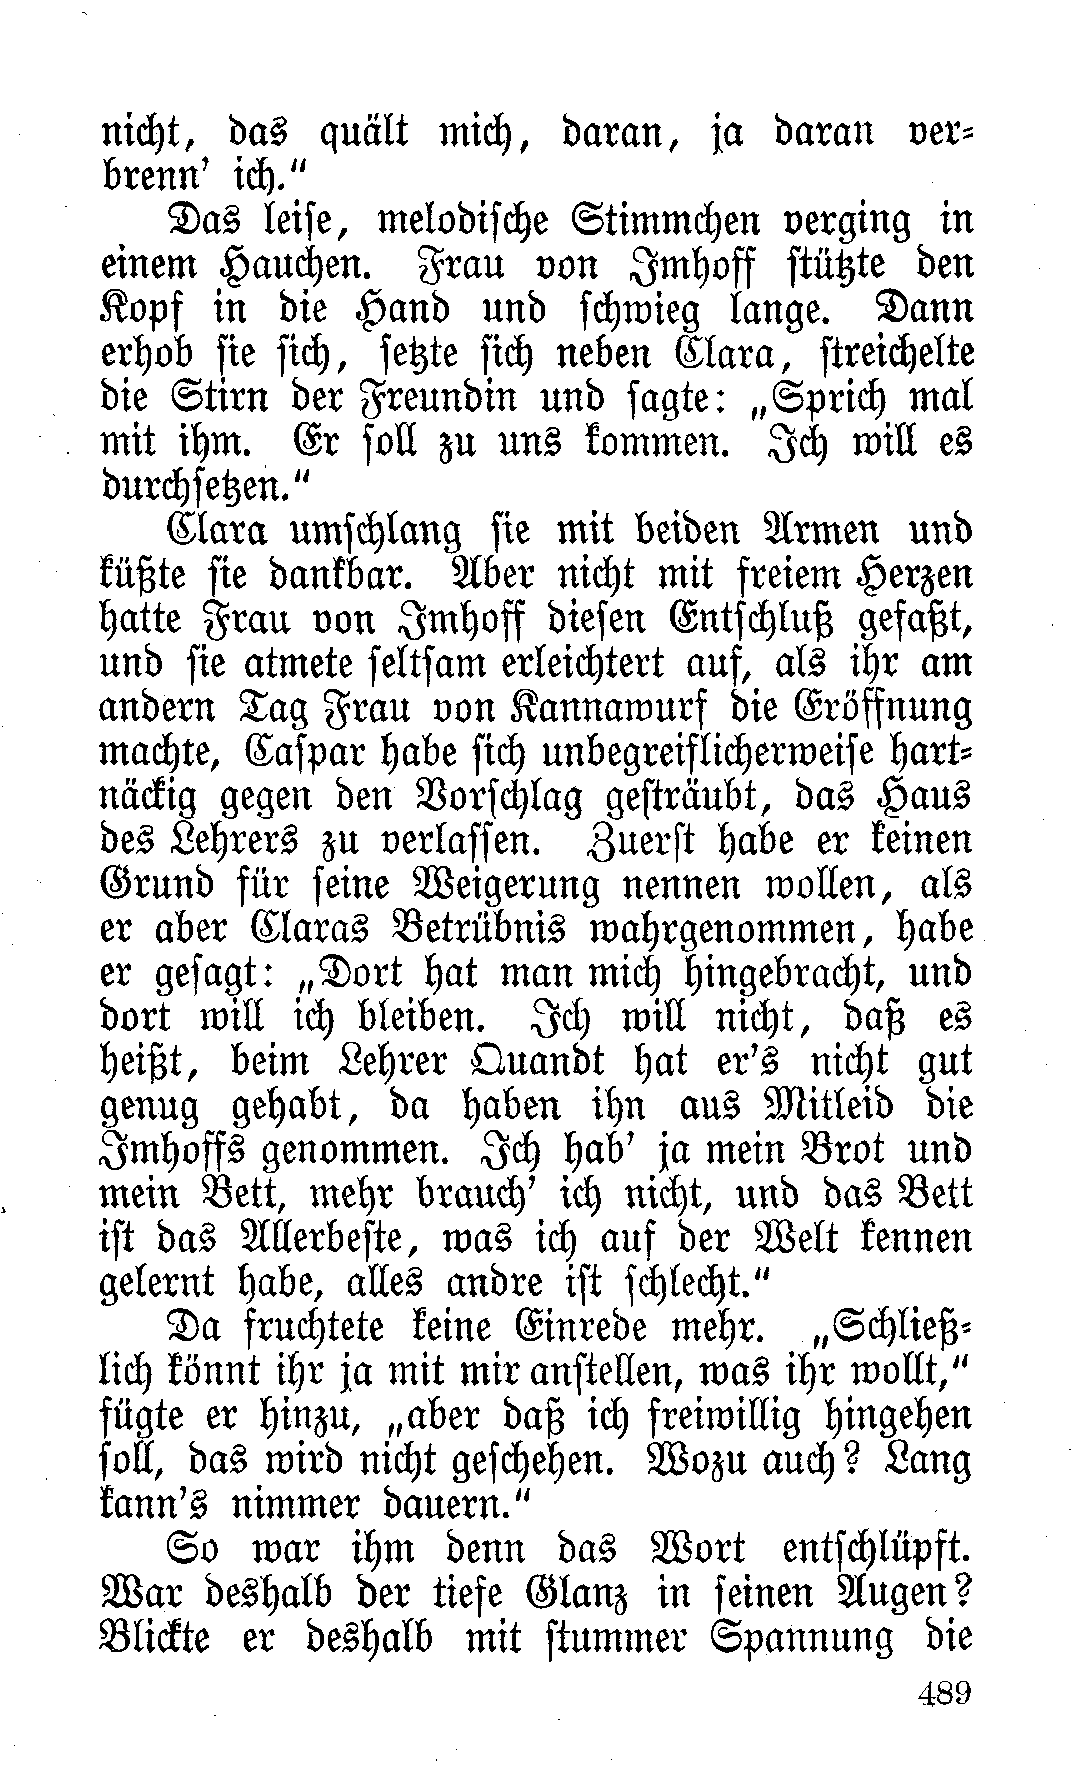 nicht, das quält mich, daran, ja daran ver-
brenn' ich."
Das leise, melodische Stimmchen verging in
einem Hauchen. Frau von Imhoff stützte den
Kopf in die Hand und schwieg lange. Dann
erhob sie sich, setzte sich neben Clara, streichelte
die Stirn der Freundin und sagte: „Sprich mal
mit ihm. Er soll zu uns kommen. Ich will es
durchsetzen."
Clara umschlang sie mit beiden Armen und
küßte sie dankbar. Aber nicht mit freiem Herzen
hatte Frau von Imhoff diesen Entschluß gefaßt,
und sie atmete seltsam erleichtert auf, als ihr am
andern Tag Frau von Kannawurf die Eröffnung
machte, Caspar habe sich unbegreiflicherweise hart-
näckig gegen den Vorschlag gesträubt, das Haus
des Lehrers zu verlassen. Zuerst habe er keinen
Grund für seine Weigerung nennen wollen, als
er aber Claras Betrübnis wahrgenommen, habe
er gesagt: „Dort hat man mich hingebracht, und
dort will ich bleiben. Ich will nicht, daß es
heißt, beim Lehrer Quandt hat er's nicht gut
genug gehabt, da haben ihn aus Mitleid die
Imhoffs genommen. Ich hab' ja mein Brot und
mein Bett, mehr brauch' ich nicht, und das Bett
ist das Allerbeste, was ich auf der Welt kennen
gelernt habe, alles andre ist schlecht."
Da fruchtete keine Einrede mehr. „Schließ-
lich könnt ihr ja mit mir anstellen, was ihr wollt,"
fügte er hinzu, „aber daß ich freiwillig hingehen
soll, das wird nicht geschehen. Wozu auch? Lang
kann's nimmer dauern."
So war ihm denn das Wort entschlüpft.
War deshalb der tiefe Glanz in seinen Augen?
Blickte er deshalb mit stummer Spannung die
489